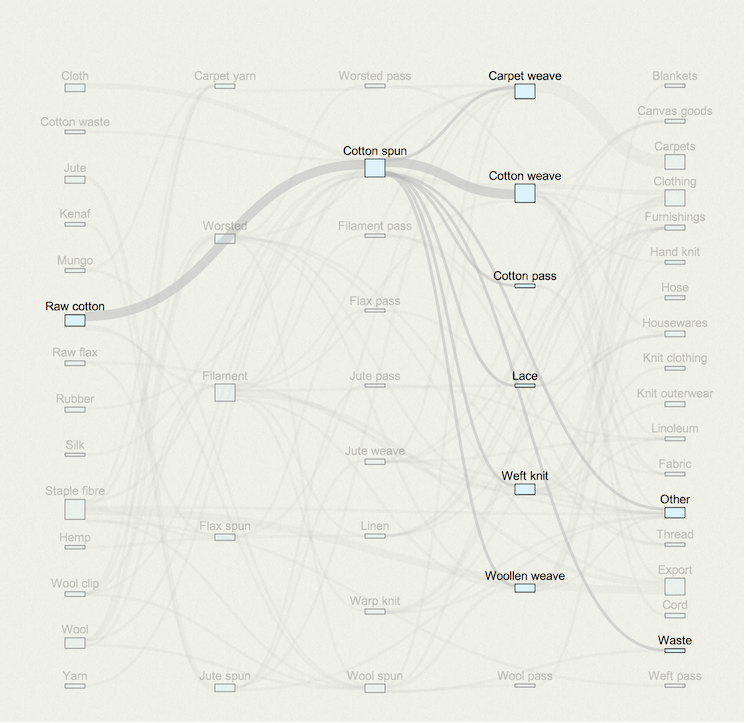 Cloth
Cotton waste
Jute
Kenaf
Mungo
Raw cotton
Raw flax
Rubber
Silk
Staple fibre
Hemp
Wool clip
Wool
Yarn
Carpet yarn
Worsted
Filament
Flax spun
Jute spun
Worsted pass
Cotton spun
Filament pass
Flax pass
Jute pass
Jute weave
Linen
Warp knit
Wool spun
Carpet weave
Cotton weave
Cotton pass
Lace
Weft knit
Woollen weave
Wool pass
Blankets
Canvas goods
Carpets
Clothing
Furnishings
Hand knit
Hose
Housewares
Knit clothing
Knit outerwear
Linoleum
Fabric
Other
Thread
Export
Cord
Waste
Weft pass